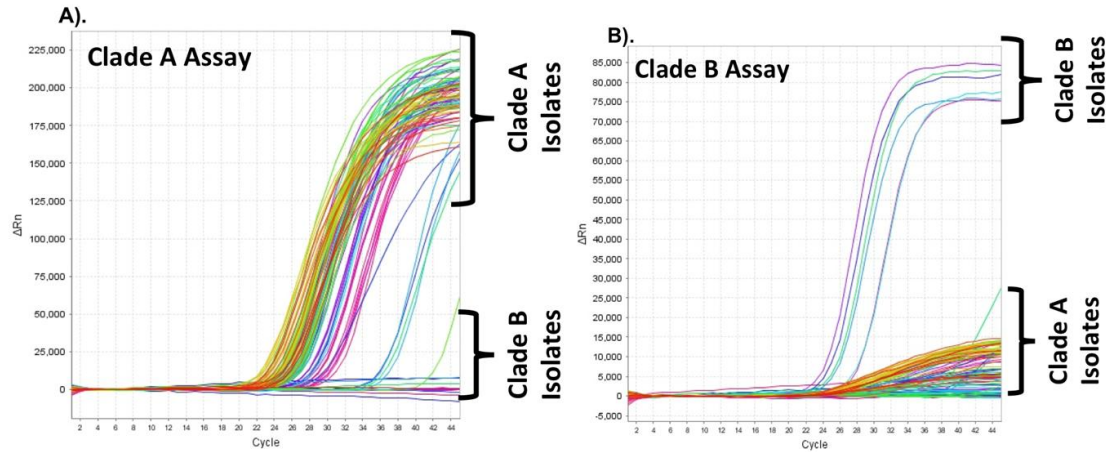 A).
Clade A Assay
ΔRn
225,000
200,000
175,000
150,000
125,000
100,000
75,000
50,000
25,000
0
2 4 6 8 10 12 14 16 18 20 22 24 26 28 30 32 34 36 38 40 42 44
Cycle
Clade A
Isolates
Clade B
Isolates
B).
Clade B Assay
ΔRn
85,000
80,000
75,000
70,000
65,000
60,000
55,000
50,000
45,000
40,000
35,000
30,000
25,000
20,000
15,000
10,000
5,000
0
-5,000
2 4 6 8 10 12 14 16 18 20 22 24 26 28 30 32 34 36 38 40 42 44
Cycle
Clade B
Isolates
Clade A
Isolates